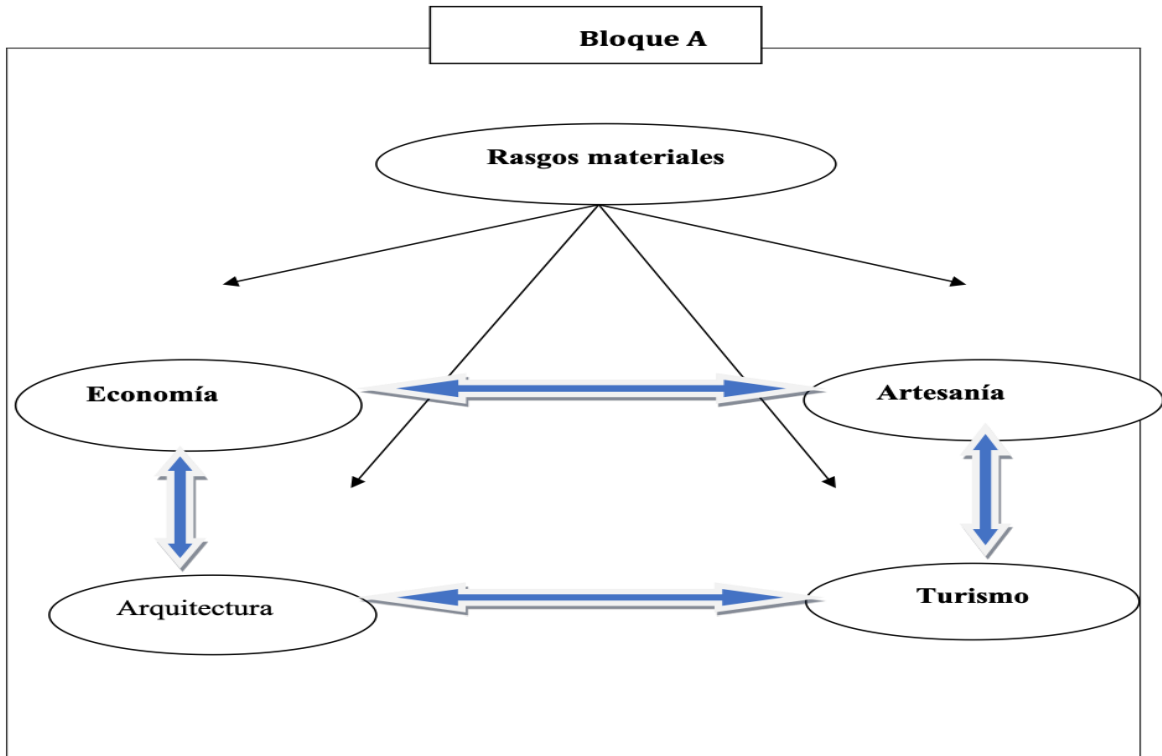 Bloque A
Rasgos materiales
Economía
Artesanía
Arquitectura
Turismo